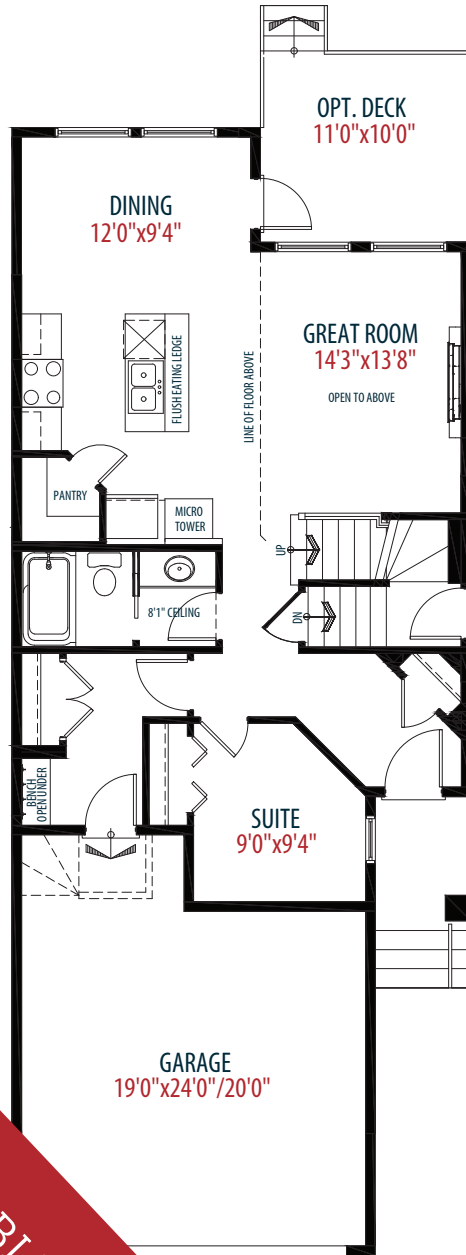 OPT. DECK
11'0"x10'0"
DINING
12'0"x9'4"
GREAT ROOM
14'3"x13'8"
OPEN TO ABOVE
FLUSH EATING LEDGE
LINE OF FLOOR ABOVE
PANTRY
MICRO
TOWER
UP
8'1" CEILING
DN
BENCH
OPEN UNDER
SUITE
9'0"x9'4"
GARAGE
19'0"x24'0"/20'0"